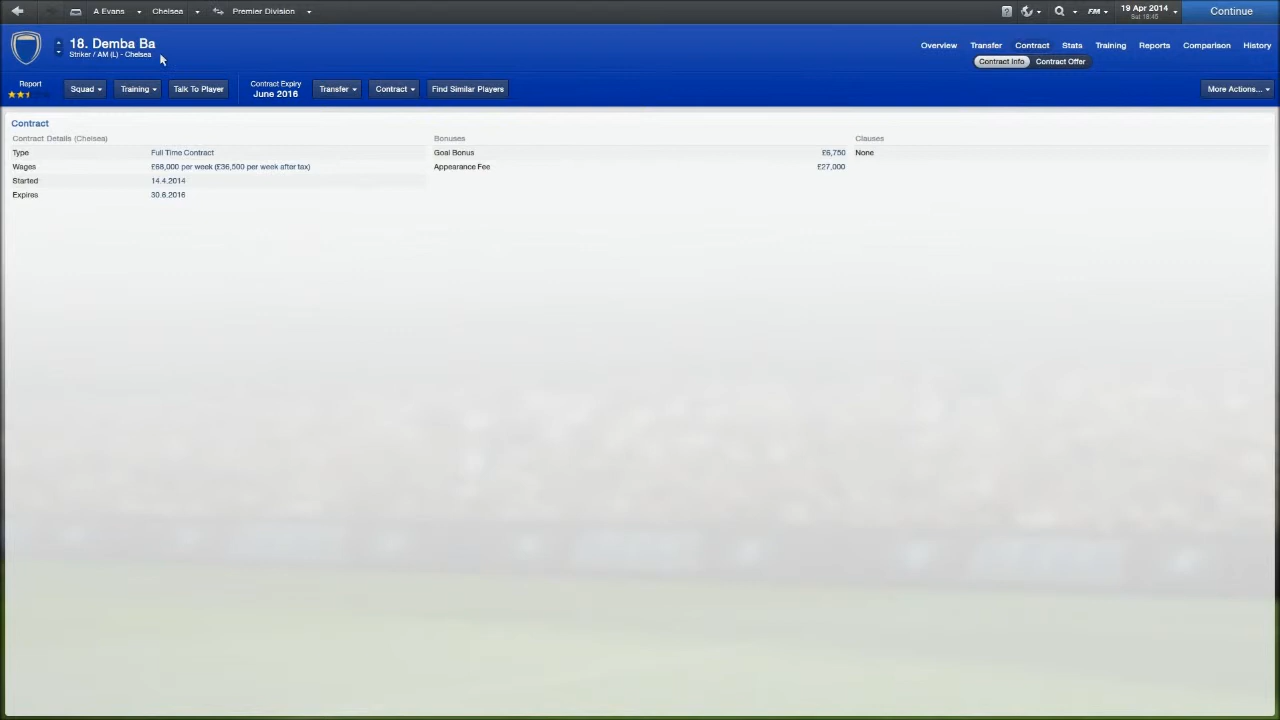 A Evans Chelsea Premier Division FM 19 Apr 2014 Continue
Sat 18:45
18. Demba Ba
Striker / AM (L) - Chelsea
Overview Transfer Contract Stats Training Reports Comparison History
Contract Info Contract Offer
Report Squad Training Talk To Player Contract Expiry Transfer Contract Find Similar Players More Actions...
June 2016
Contract
Contract Details (Chelsea) Bonuses Clauses
Type Full Time Contract Goal Bonus £6,750 None
Wages £68,000 per week (£36,500 per week after tax) Appearance Fee £27,000
Started 14.4.2014
Expires 30.6.2016